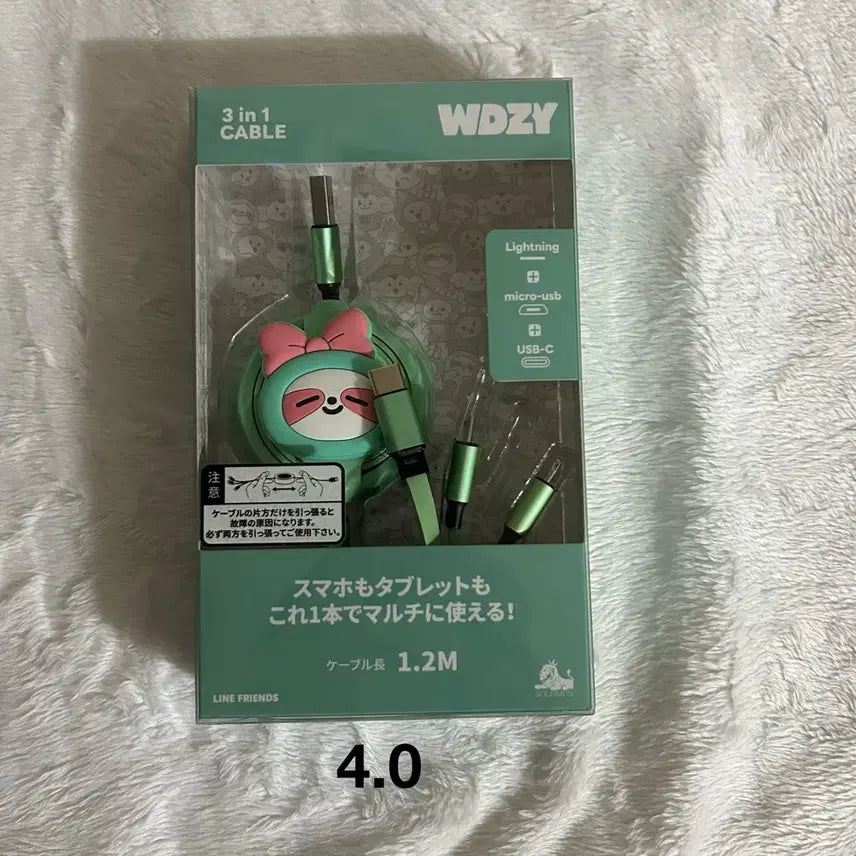 3 in 1
CABLE
WDZY
Lightning
micro-usb
USB-C
注意
ケーブルの片方だけを引っ張ると
故障の原因になります。
必ず両方を引っ張ってご使用下さい。
スマホもタブレットも
これ1本でマルチに使える!
ケーブル長 1.2M
LINE FRIENDS
SOLOMON
4.0